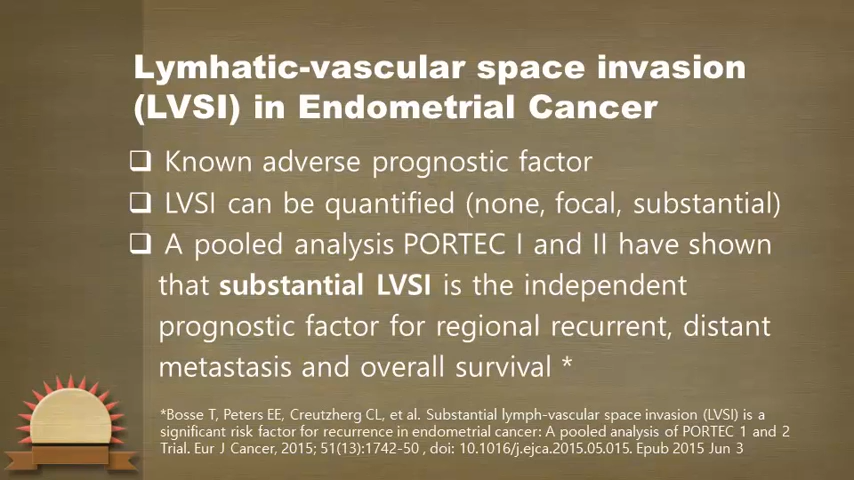 Lymhatic-vascular space invasion
(LVSI) in Endometrial Cancer
❑ Known adverse prognostic factor
❑ LVSI can be quantified (none, focal, substantial)
❑ A pooled analysis PORTEC I and II have shown
that substantial LVSI is the independent
prognostic factor for regional recurrent, distant
metastasis and overall survival *
*Bosse T, Peters EE, Creutzberg CL, et al. Substantial lymph-vascular space invasion (LVSI) is a
significant risk factor for recurrence in endometrial cancer: A pooled analysis of PORTEC 1 and 2
Trial. Eur J Cancer, 2015; 51(13):1742-50 , doi: 10.1016/j.ejca.2015.05.015. Epub 2015 Jun 3